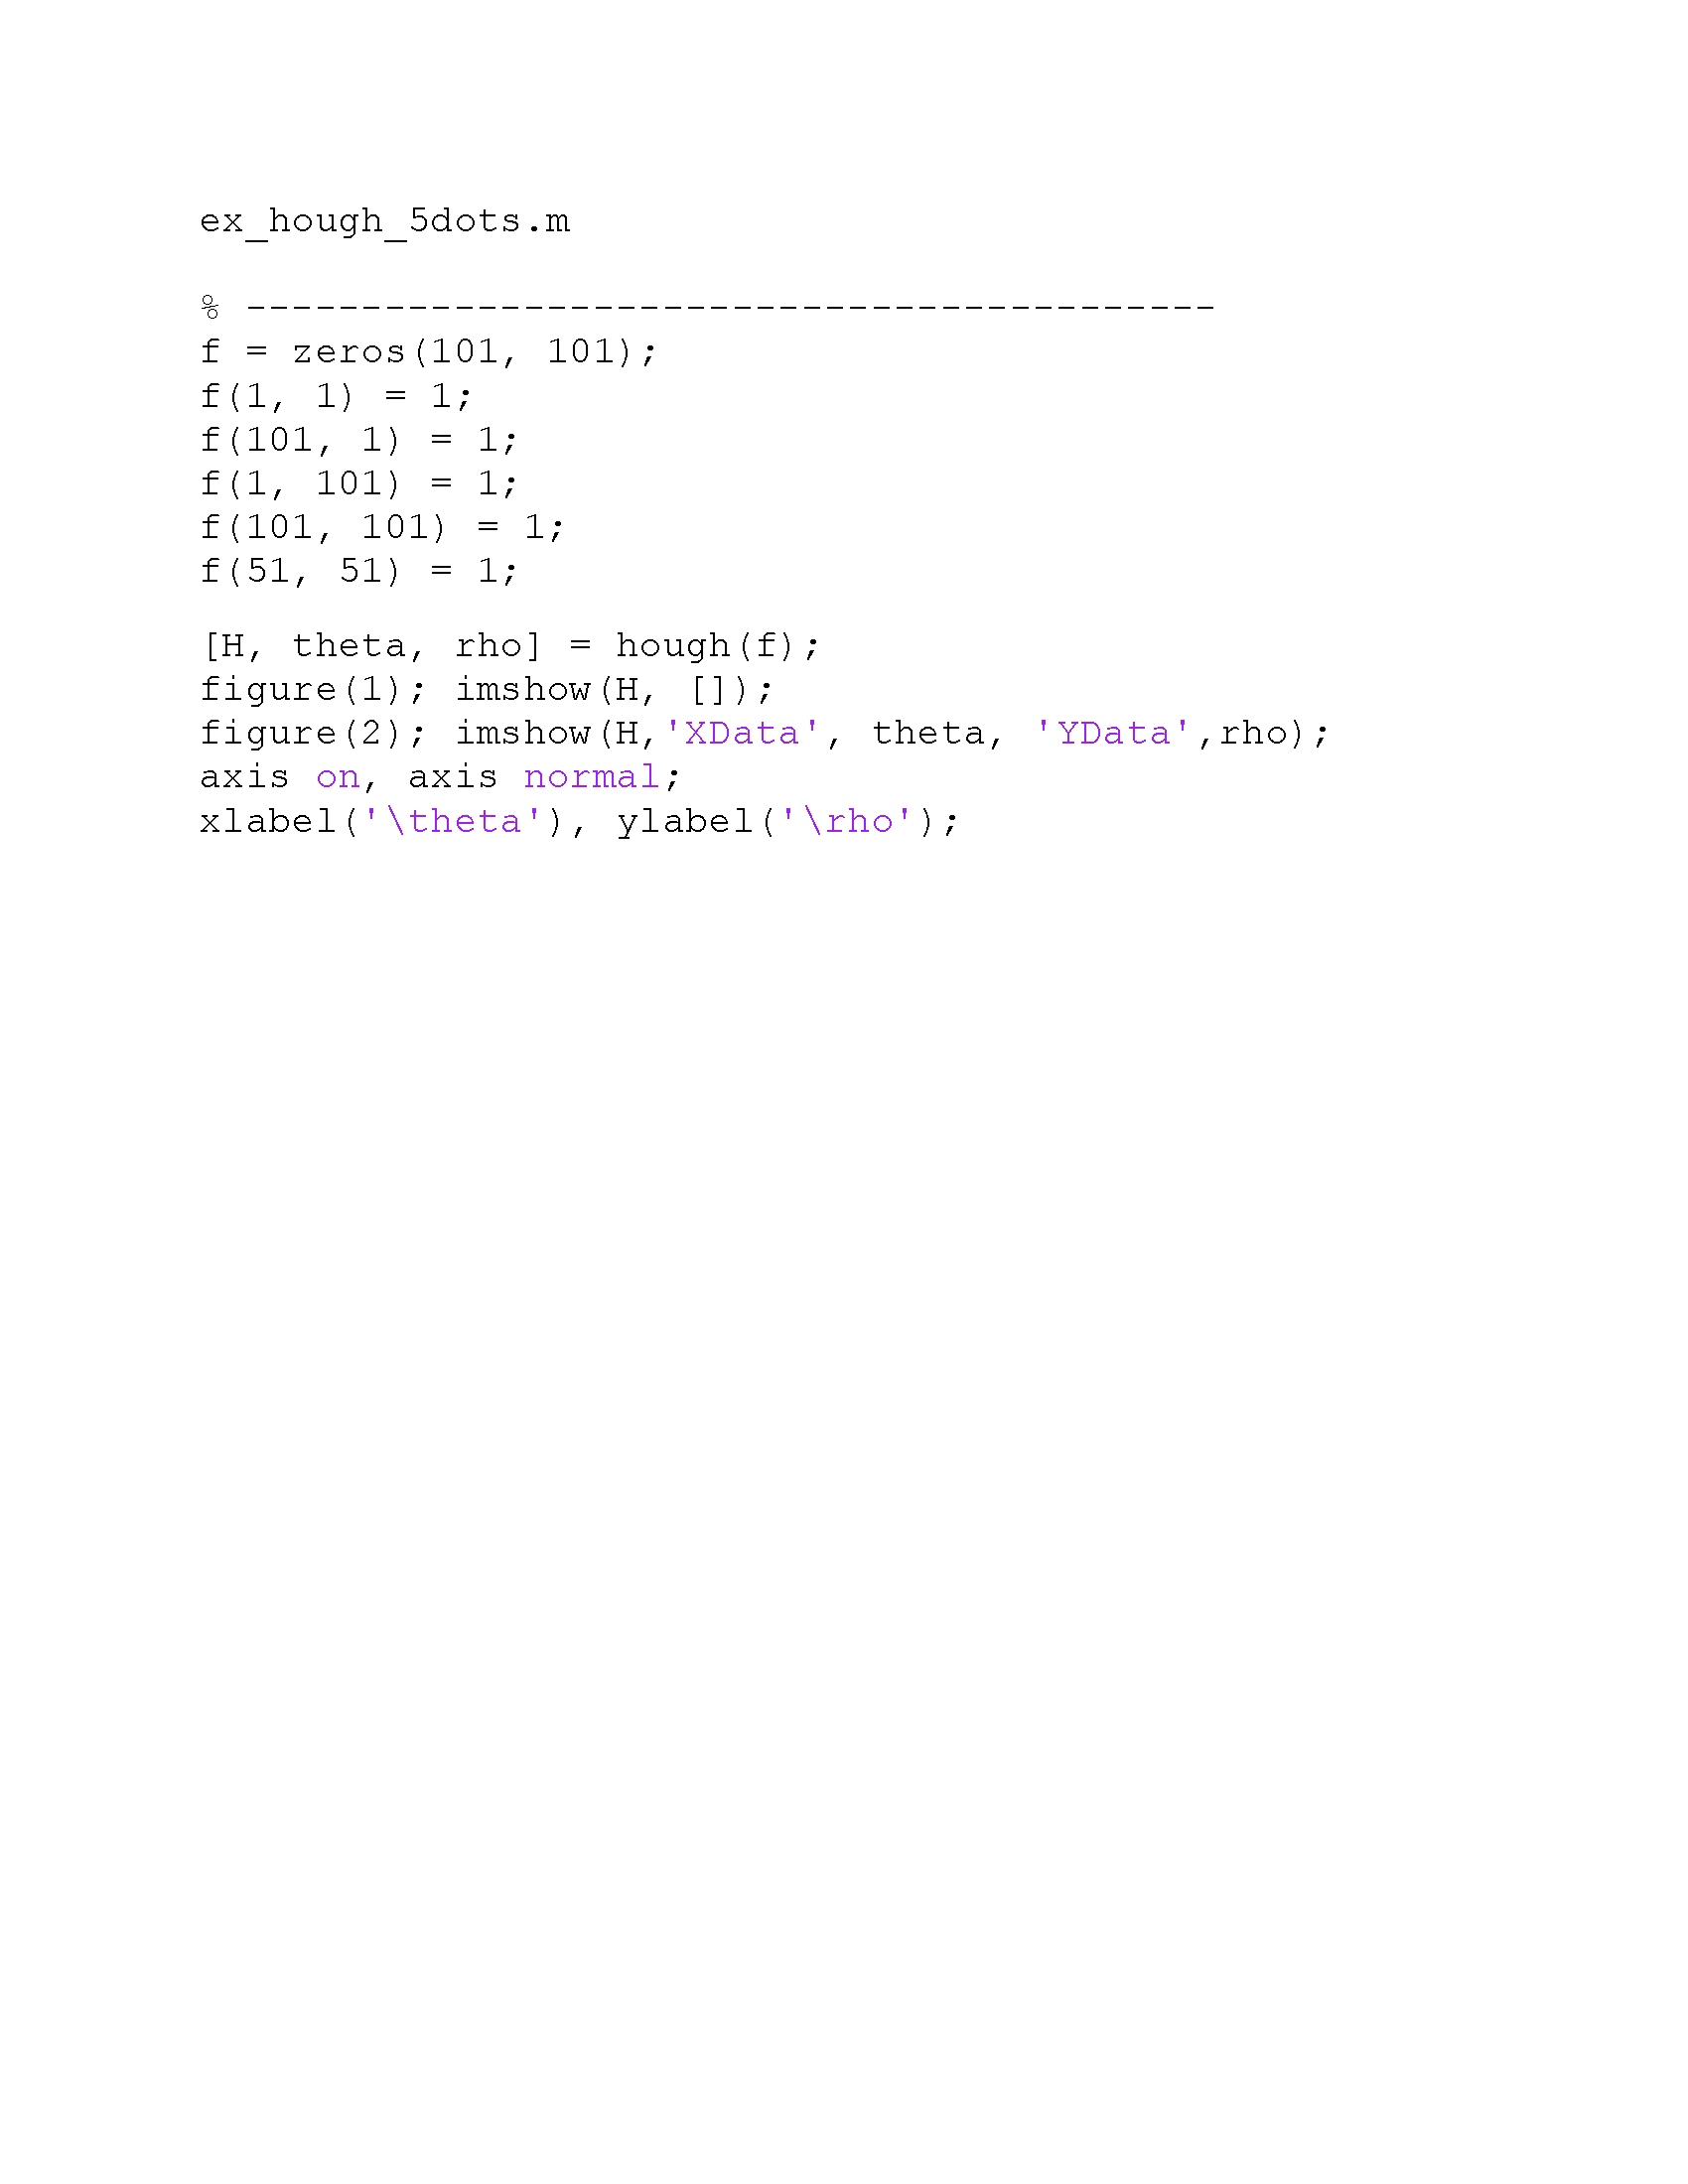 ex_hough_5dots.m
% ------------------------------------------
f = zeros(101, 101);
f(1, 1) = 1;
f(101, 1) = 1;
f(1, 101) = 1;
f(101, 101) = 1;
f(51, 51) = 1;
[H, theta, rho] = hough(f);
figure(1); imshow(H, []);
figure(2); imshow(H,'XData', theta, 'YData',rho);
axis on, axis normal;
xlabel('\theta'), ylabel('\rho');